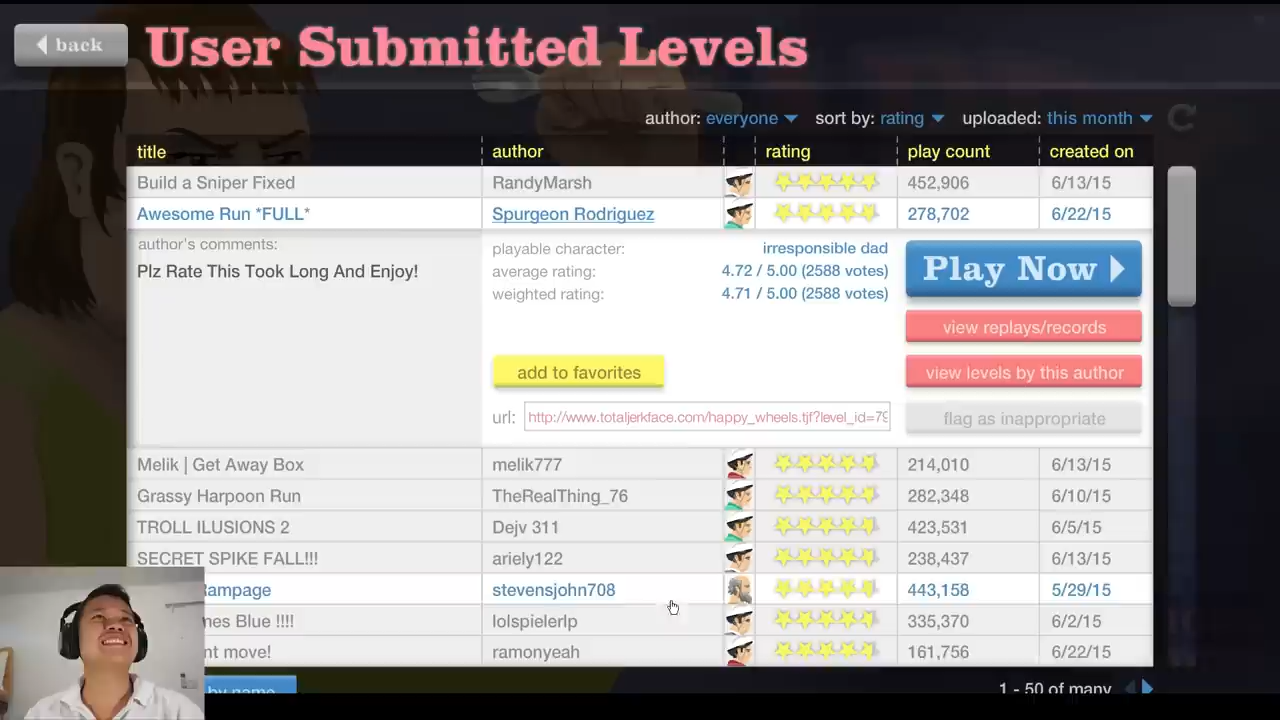 back
User Submitted Levels
author: everyone sort by: rating uploaded: this month
title author rating play count created on
Build a Sniper Fixed RandyMarsh 452,906 6/13/15
Awesome Run *FULL* Spurgeon Rodriguez 278,702 6/22/15
author's comments:
Plz Rate This Took Long And Enjoy!
playable character: irresponsible dad
average rating: 4.72 / 5.00 (2588 votes)
weighted rating: 4.71 / 5.00 (2588 votes)
add to favorites
url: http://www.totaljerkface.com/happy_wheels.tjf?level_id=79
Play Now
view replays/records
view levels by this author
flag as inappropriate
Melik | Get Away Box melik777 214,010 6/13/15
Grassy Harpoon Run TheRealThing_76 282,348 6/10/15
TROLL ILUSIONS 2 Dejv 311 423,531 6/5/15
SECRET SPIKE FALL!!! ariely122 238,437 6/13/15
Rampage stevensjohn708 443,158 5/29/15
Blue !!!! lolspielerlp 335,370 6/2/15
move! ramonyeah 161,756 6/22/15
by name 1 - 50 of many